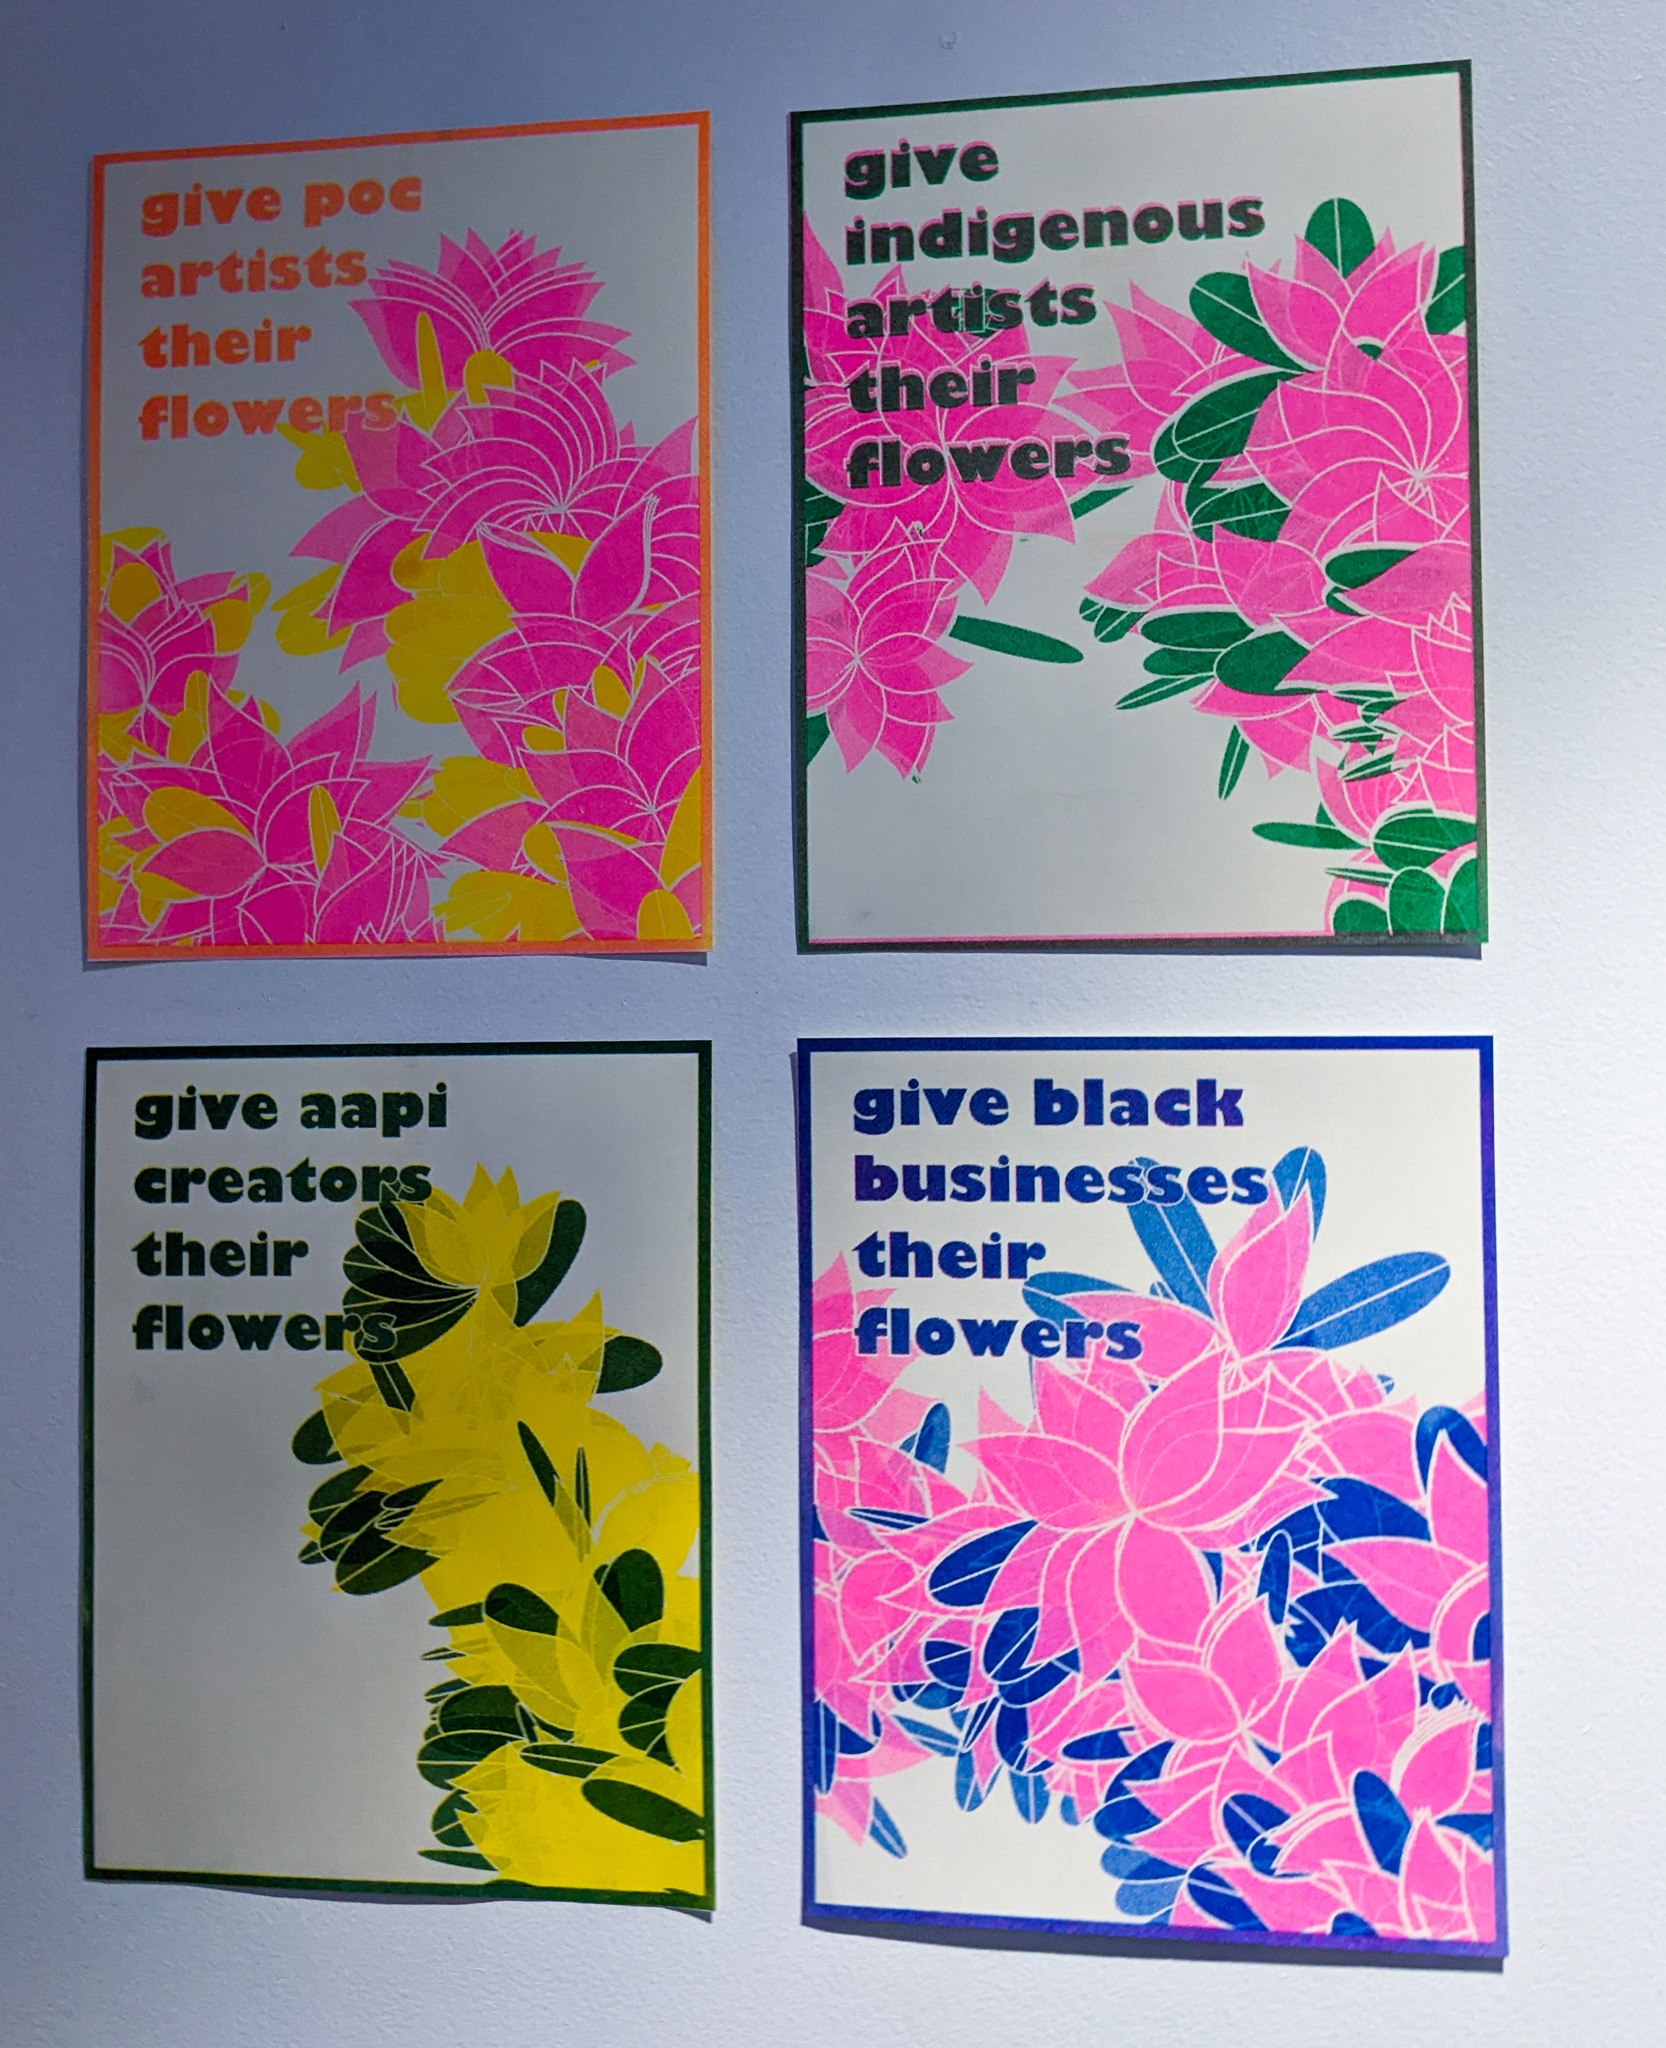 give poc
artists
their
flowers
give
indigenous
artists
their
flowers
give aapi
creators
their
flowers
give black
businesses
their
flowers